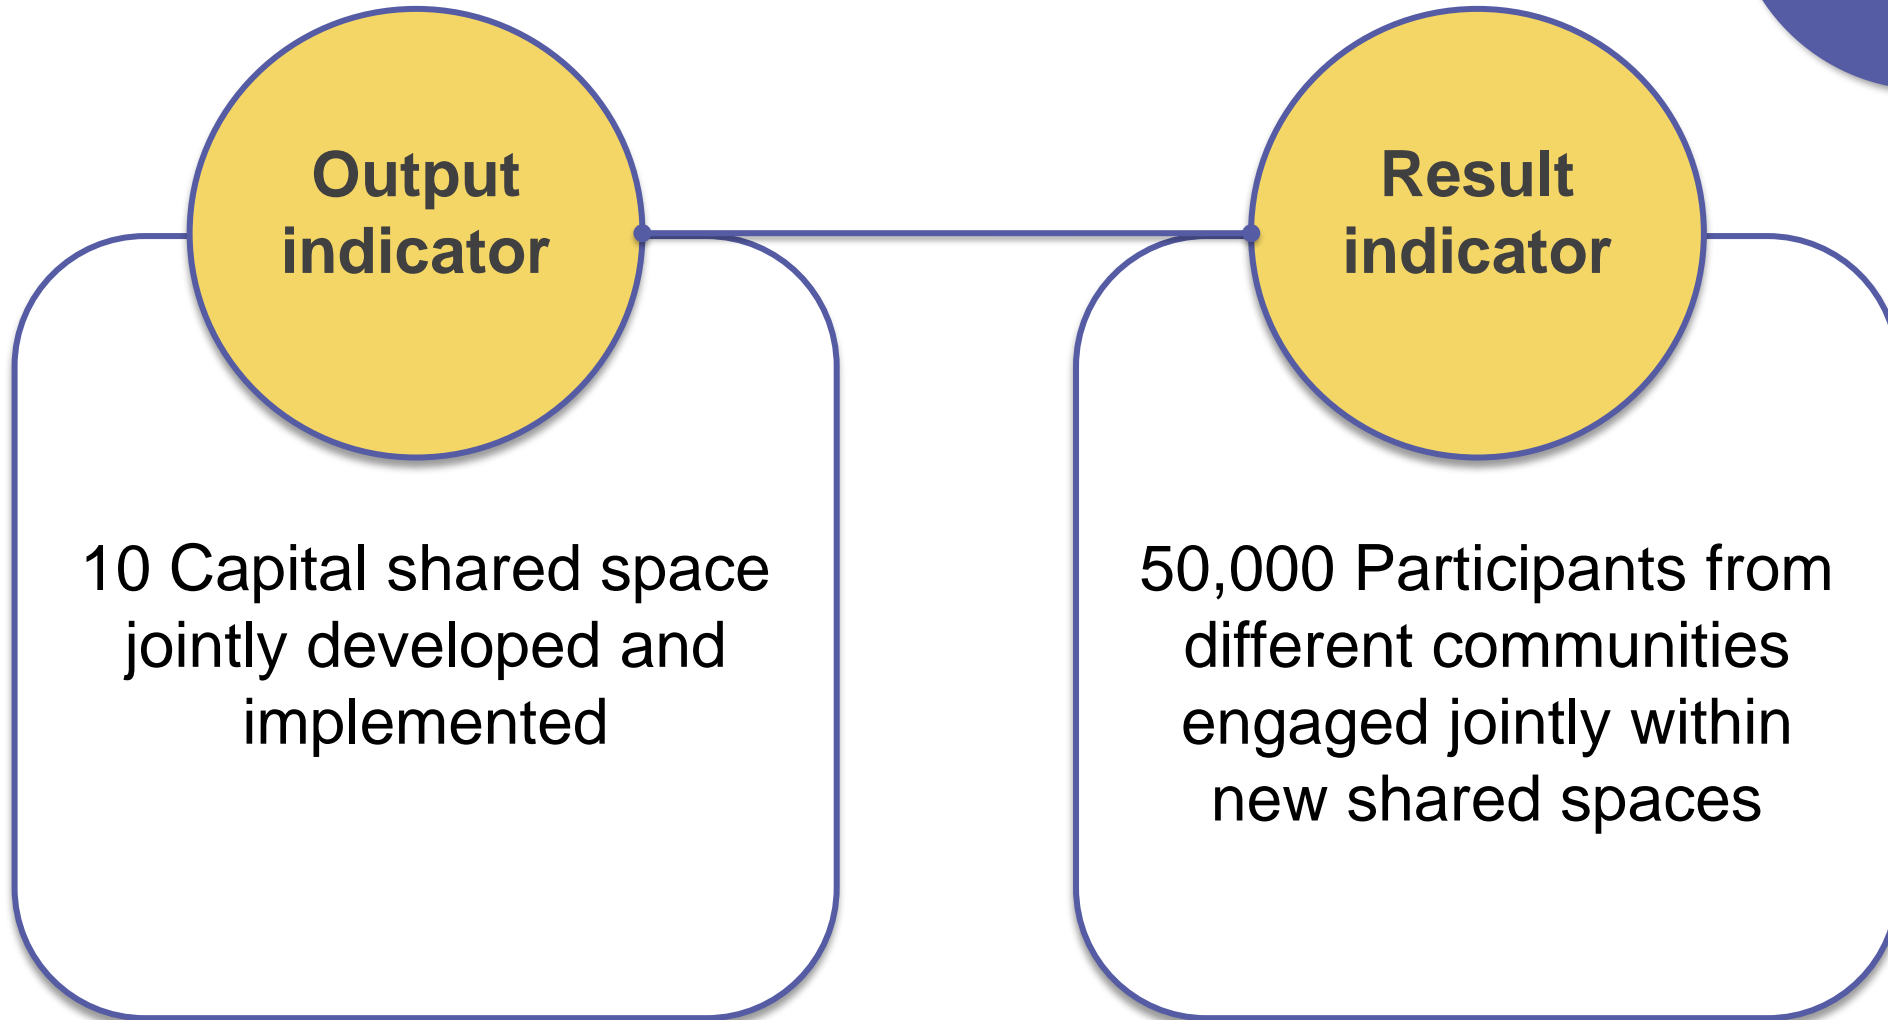 Output
indicator
10 Capital shared space
jointly developed and
implemented
Result
indicator
50,000 Participants from
different communities
engaged jointly within
new shared spaces